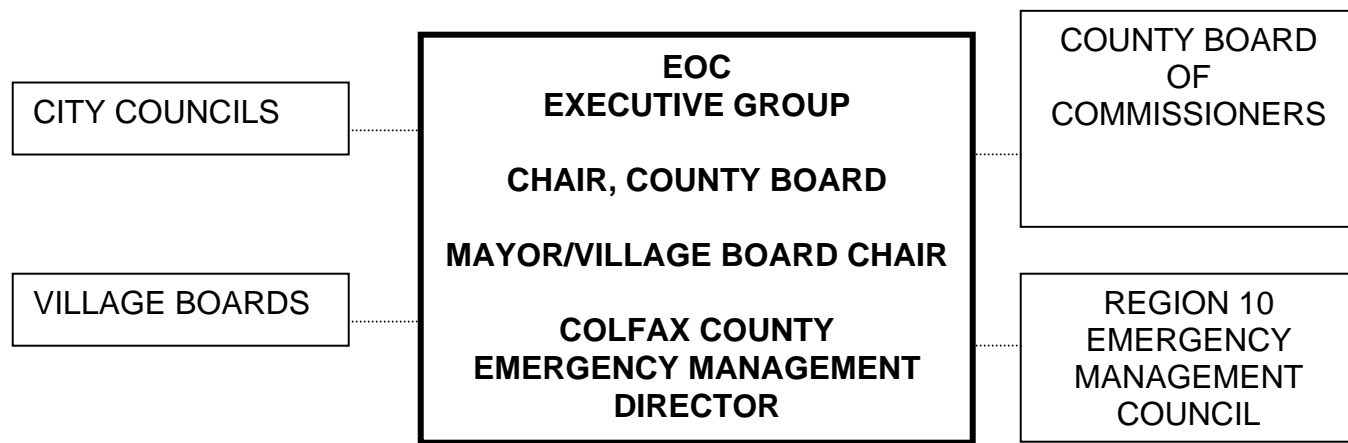 CITY COUNCILS
VILLAGE BOARDS
EOC
EXECUTIVE GROUP
CHAIR, COUNTY BOARD
MAYOR/VILLAGE BOARD CHAIR
COLFAX COUNTY
EMERGENCY MANAGEMENT
DIRECTOR
COUNTY BOARD
OF
COMMISSIONERS
REGION 10
EMERGENCY
MANAGEMENT
COUNCIL